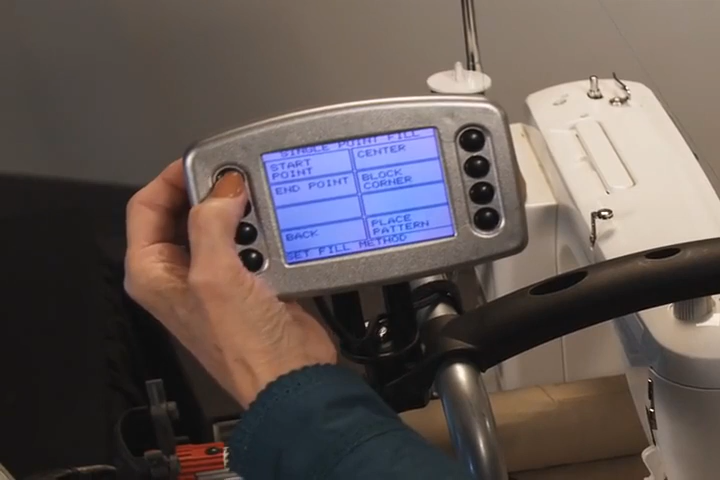 SINGLE POINT FILL
START POINT
CENTER
END POINT
BLOCK CORNER
BACK
PLACE PATTERN
SET FILL METHOD